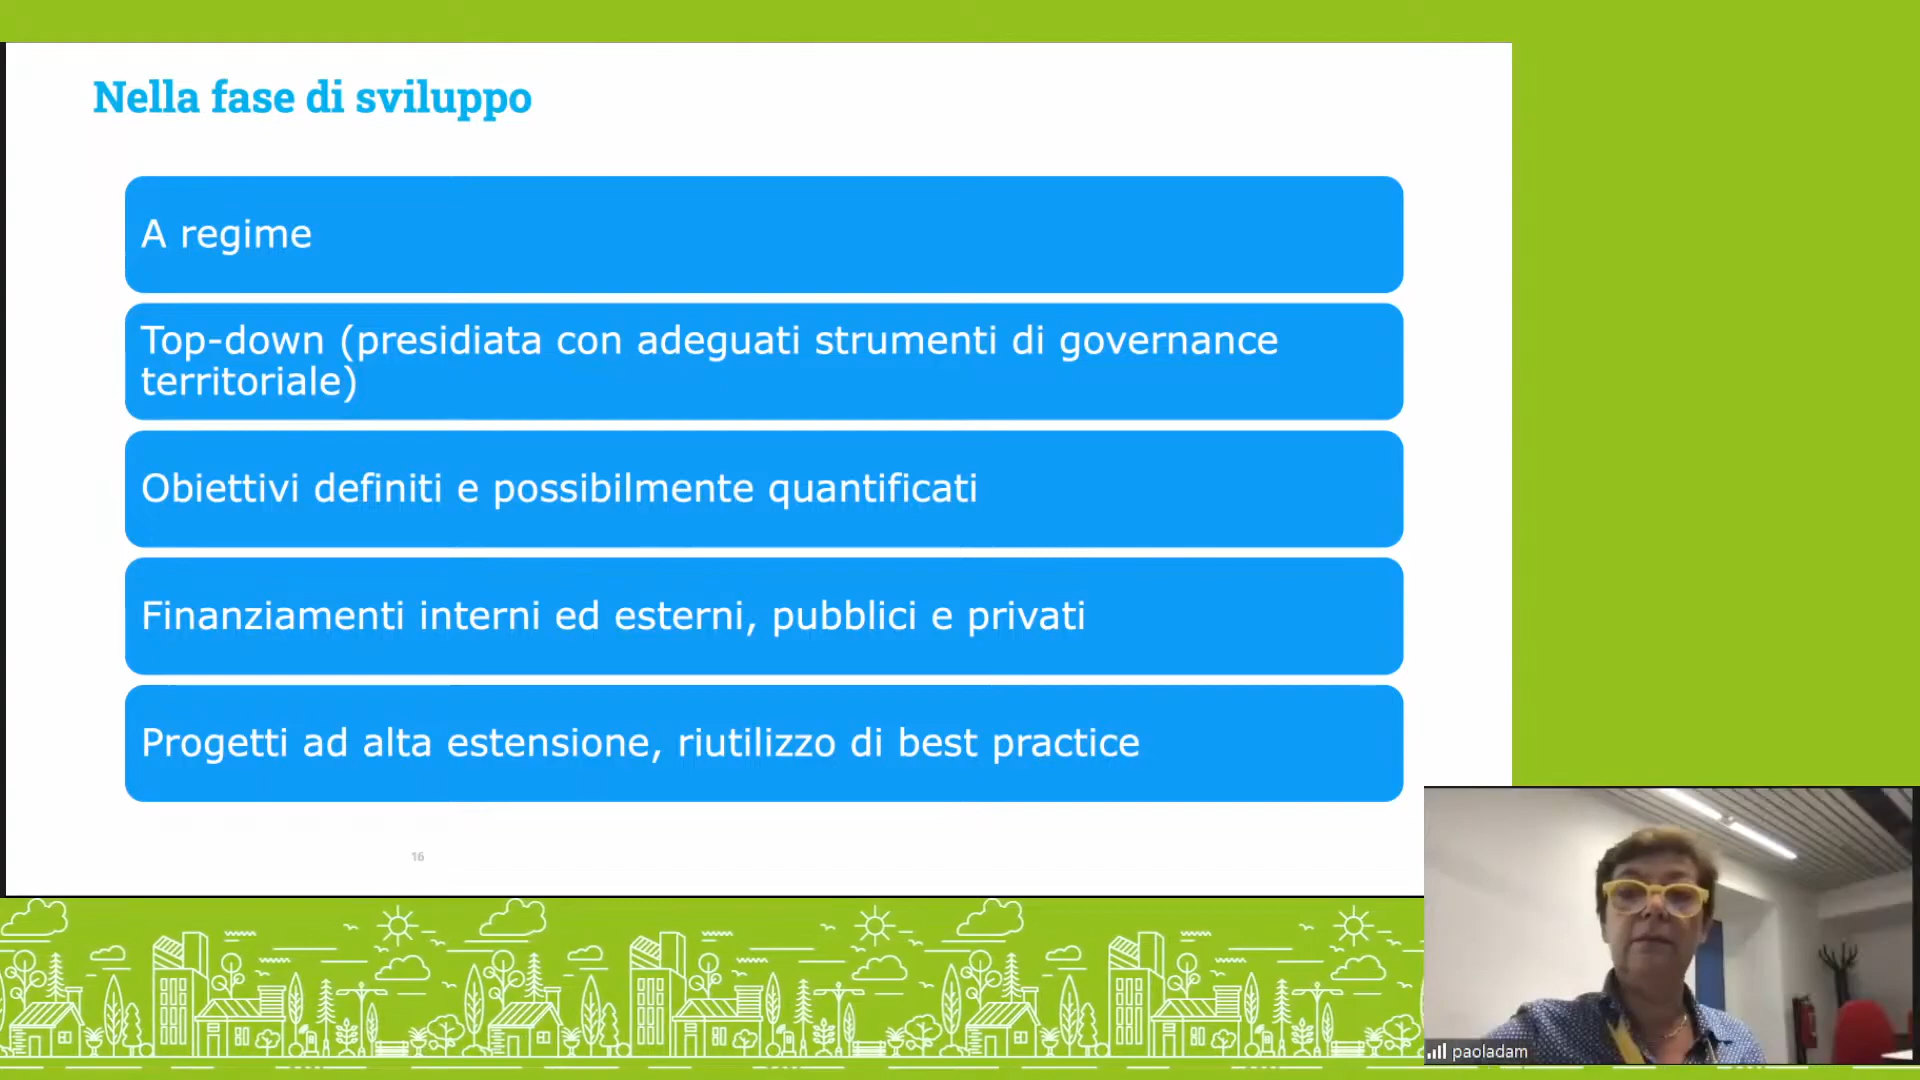 Nella fase di sviluppo
A regime
Top-down (presidiata con adeguati strumenti di governance
territoriale)
Obiettivi definiti e possibilmente quantificati
Finanziamenti interni ed esterni, pubblici e privati
Progetti ad alta estensione, riutilizzo di best practice
16
paoladam